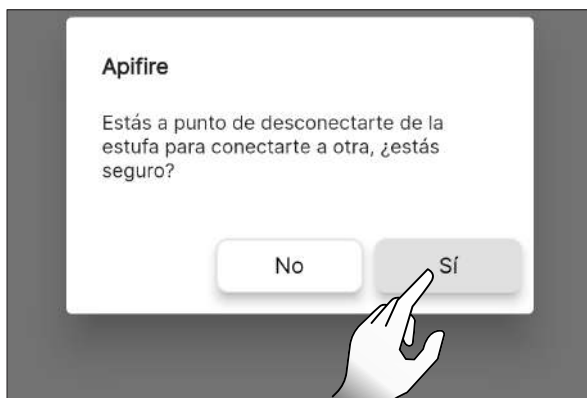 Apifire
Estás a punto de desconectarte de la
estufa para conectarte a otra, ¿estás
seguro?
No
Sí